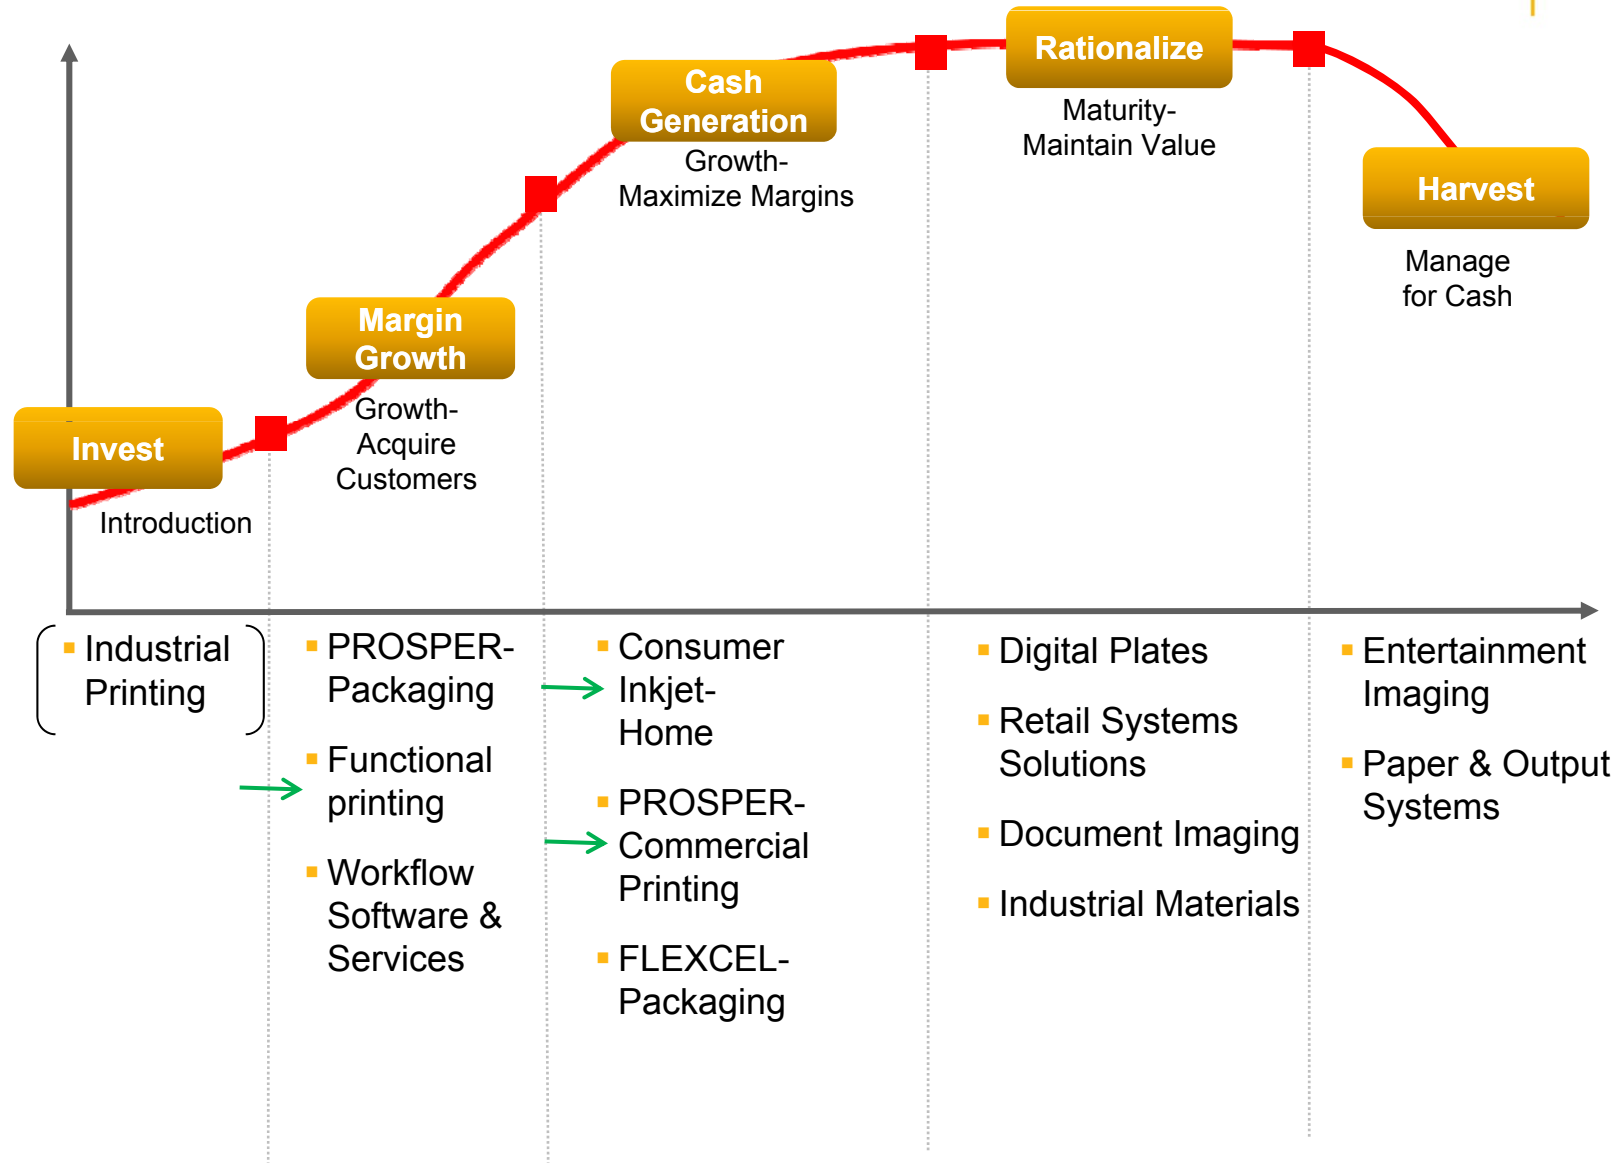 Invest
Introduction
Margin
Growth
Growth-
Acquire
Customers
Cash
Generation
Growth-
Maximize Margins
Rationalize
Maturity-
Maintain Value
Harvest
Manage
for Cash
Industrial
Printing
PROSPER-
Packaging
Functional
printing
Workflow
Software &
Services
Consumer
Inkjet-
Home
PROSPER-
Commercial
Printing
FLEXCEL-
Packaging
Digital Plates
Retail Systems
Solutions
Document Imaging
Industrial Materials
Entertainment
Imaging
Paper & Output
Systems